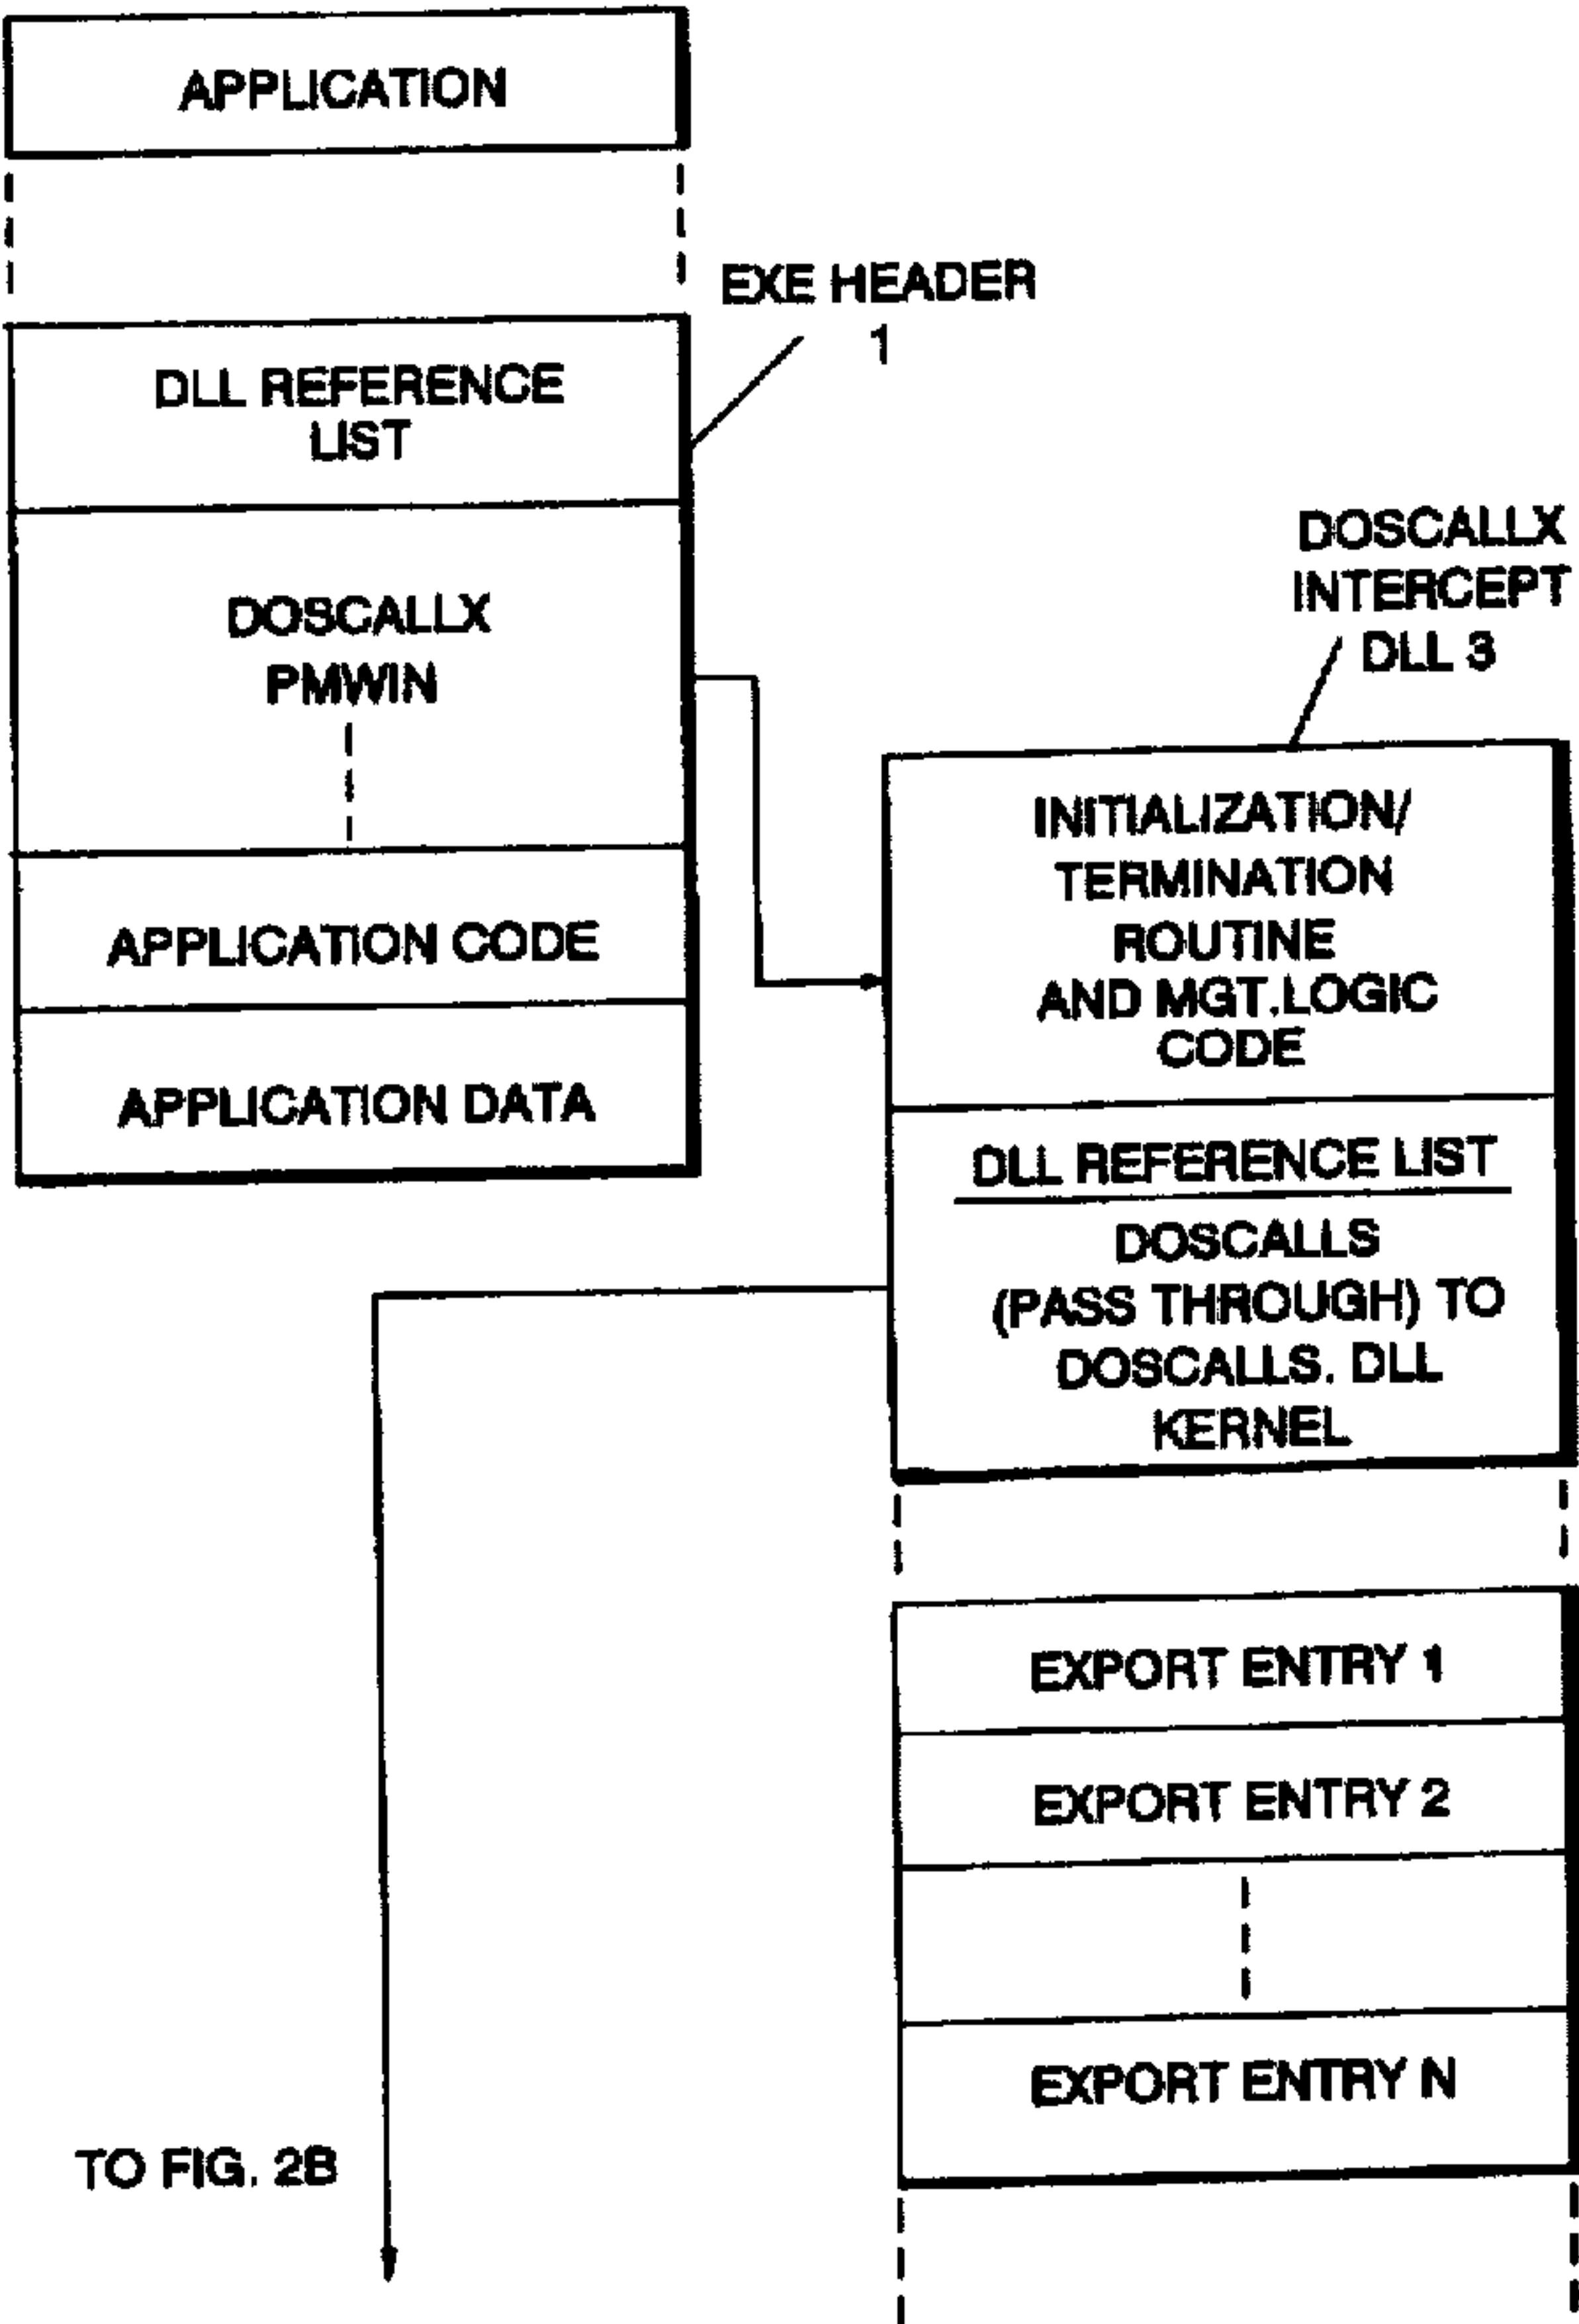 APPLICATION
EXE HEADER
1
DLL REFERENCE
LIST
DOSCALLX
PMWIN
APPLICATION CODE
APPLICATION DATA
DOSCALLX
INTERCEPT
DLL 3
INITIALIZATION/
TERMINATION
ROUTINE
AND MGT.LOGIC
CODE
DLL REFERENCE LIST
DOSCALLS
(PASS THROUGH) TO
DOSCALLS. DLL
KERNEL
EXPORT ENTRY 1
EXPORT ENTRY 2
EXPORT ENTRY N
TO FIG. 2B